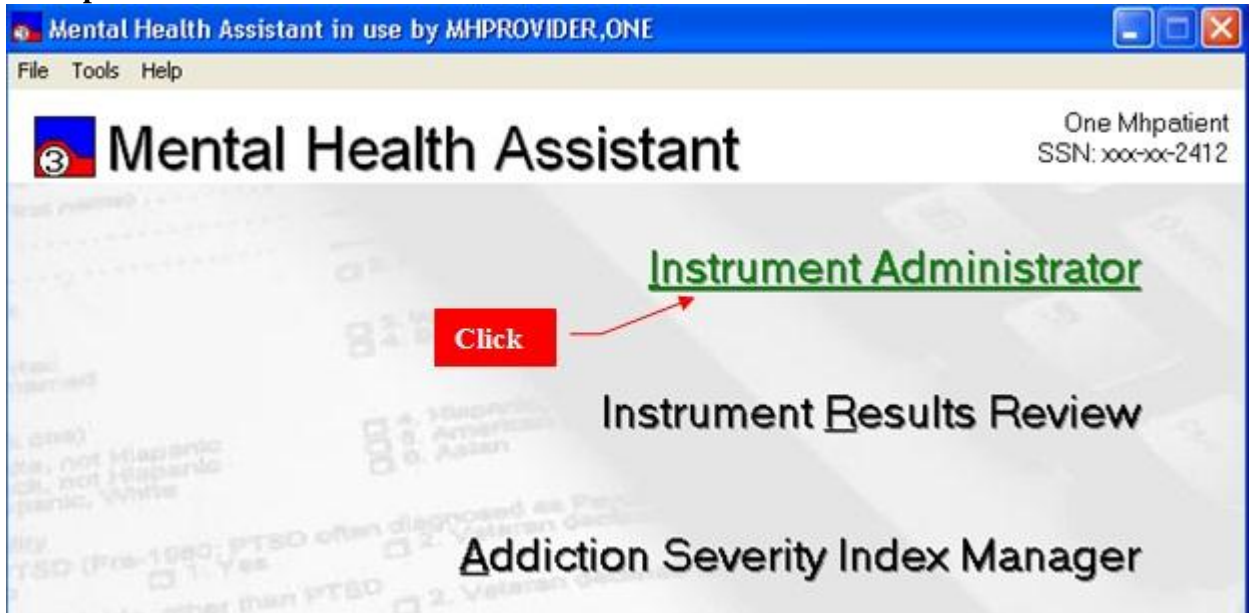 Mental Health Assistant in use by MHPROVIDER,ONE
File Tools Help
3 Mental Health Assistant
One Mhpatient
SSN: xxx-xx-2412
Instrument Administrator
Click
Instrument Results Review
Addiction Severity Index Manager